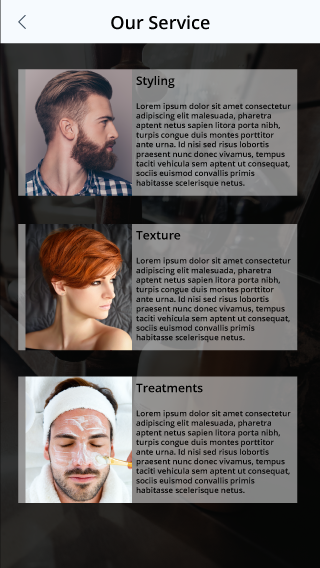 Our Service
Styling
Lorem ipsum dolor sit amet consectetur
adipiscing elit malesuada, pharetra
aptent netus sapien litora porta nibh,
turpis congue duis montes porttitor
ante urna. Id nisi sed risus lobortis
praesent nunc donec vivamus, tempus
taciti vehicula sem aptent ut consequat,
sociis euismod convallis primis
habitasse scelerisque netus.
Texture
Lorem ipsum dolor sit amet consectetur
adipiscing elit malesuada, pharetra
aptent netus sapien litora porta nibh,
turpis congue duis montes porttitor
ante urna. Id nisi sed risus lobortis
praesent nunc donec vivamus, tempus
taciti vehicula sem aptent ut consequat,
sociis euismod convallis primis
habitasse scelerisque netus.
Treatments
Lorem ipsum dolor sit amet consectetur
adipiscing elit malesuada, pharetra
aptent netus sapien litora porta nibh,
turpis congue duis montes porttitor
ante urna. Id nisi sed risus lobortis
praesent nunc donec vivamus, tempus
taciti vehicula sem aptent ut consequat,
sociis euismod convallis primis
habitasse scelerisque netus.